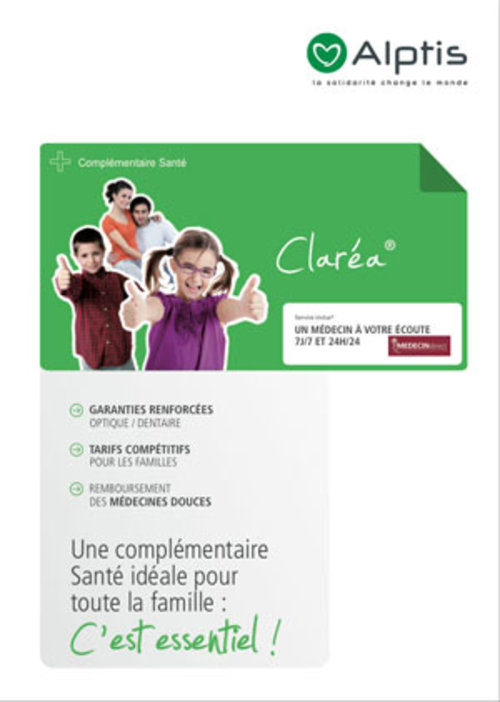 Alptis
la solidarité change le monde
Complémentaire Santé
Claréa®
Service inclus*
UN MÉDECIN À VOTRE ÉCOUTE
7J/7 ET 24H/24
MEDECINdirect
GARANTIES RENFORCÉES
OPTIQUE / DENTAIRE
TARIFS COMPÉTITIFS
POUR LES FAMILLES
REMBOURSEMENT
DES MÉDECINES DOUCES
Une complémentaire
Santé idéale pour
toute la famille :
C'est essentiel !